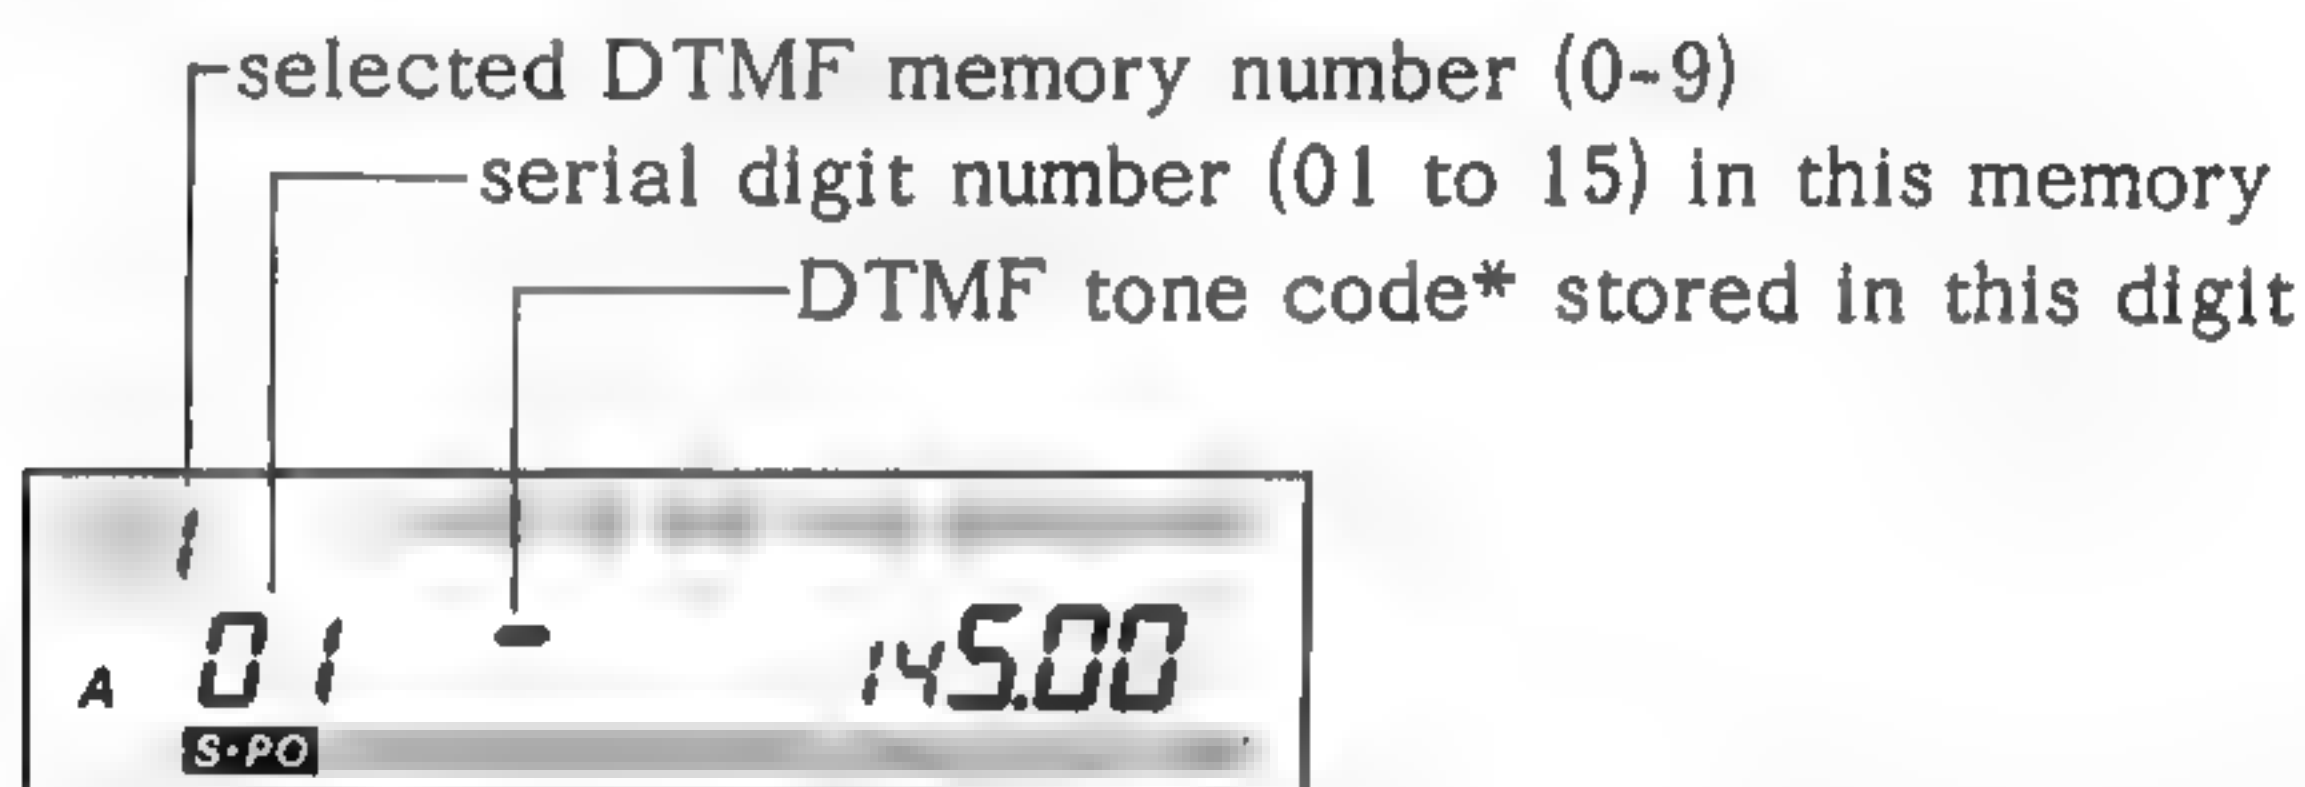 selected DTMF memory number (0-9)
serial digit number (01 to 15) in this memory
DTMF tone code* stored in this digit
1
A 01 - 145.00
S·PO